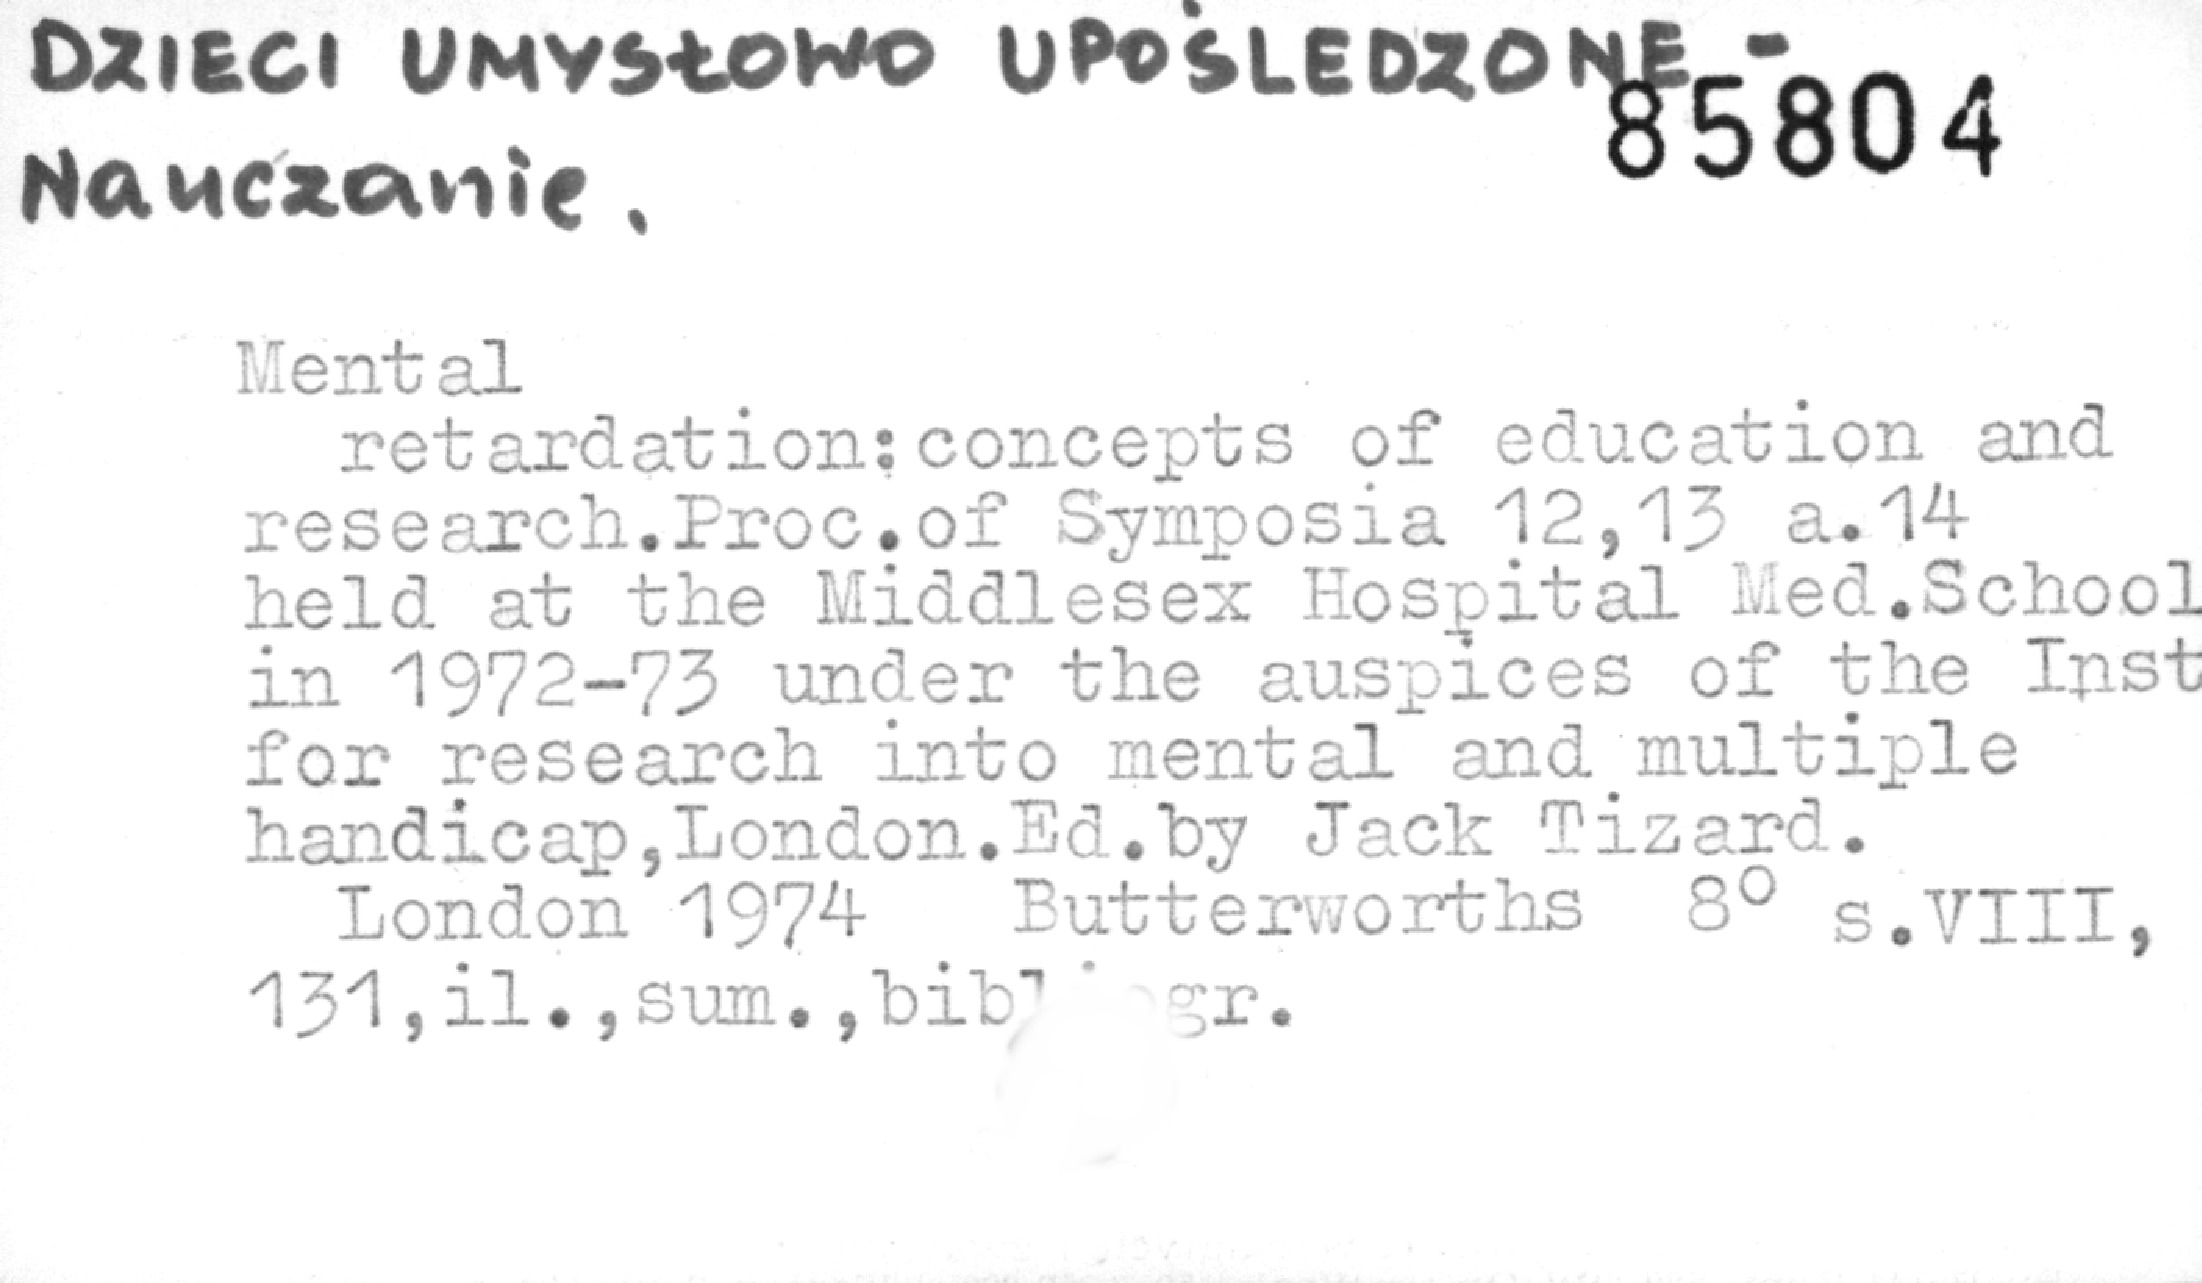 DZIECI UMYSŁOWO UPOŚLEDZONE -
85804
Nauczanie.
Mental
retardation:concepts of education and
research.Proc.of Symposia 12,13 a.14
held at the Middlesex Hospital Med.School
in 1972-73 under the auspices of the Inst
for research into mental and multiple
handicap,London.Ed.by Jack Tizard.
London 1974 Butterworths 8° s.VIII,
131,il.,sum.,bibliogr.